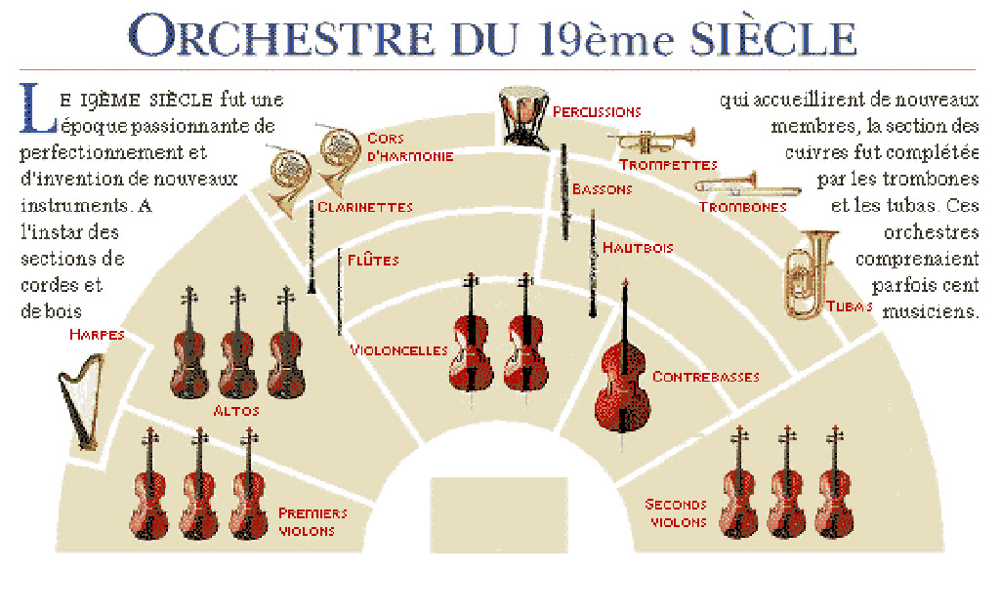 ORCHESTRE DU 19ème SIÈCLE
LE 19ÈME SIÈCLE fut une
époque passionnante de
perfectionnement et
d'invention de nouveaux
instruments. A
l'instar des
sections de
cordes et
de bois
qui accueillirent de nouveaux
membres, la section des
cuivres fut complétée
par les trombones
et les tubas. Ces
orchestres
comprenaient
parfois cent
musiciens.
PERCUSSIONS
CORS
D'HARMONIE
TROMPETTES
BASSONS
CLARINETTES
TROMBONES
HAUTBOIS
FLÛTES
TUBAS
HARPES
VIOLONCELLES
CONTREBASSES
ALTOS
PREMIERS
VIOLONS
SECONDS
VIOLONS